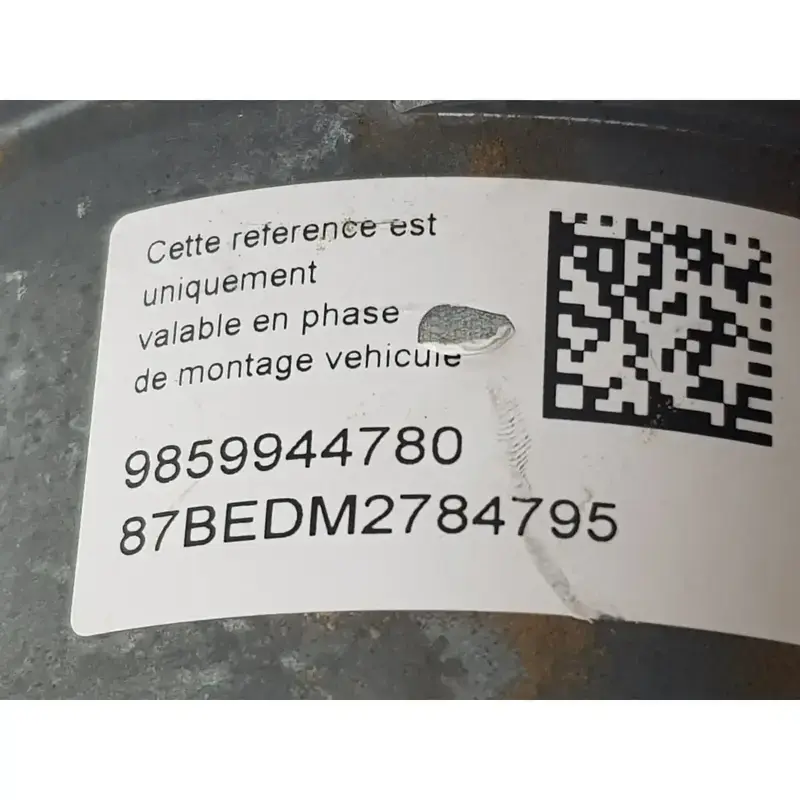 Cette reference est
uniquement
valable en phase
de montage vehicule
9859944780
87BEDM2784795